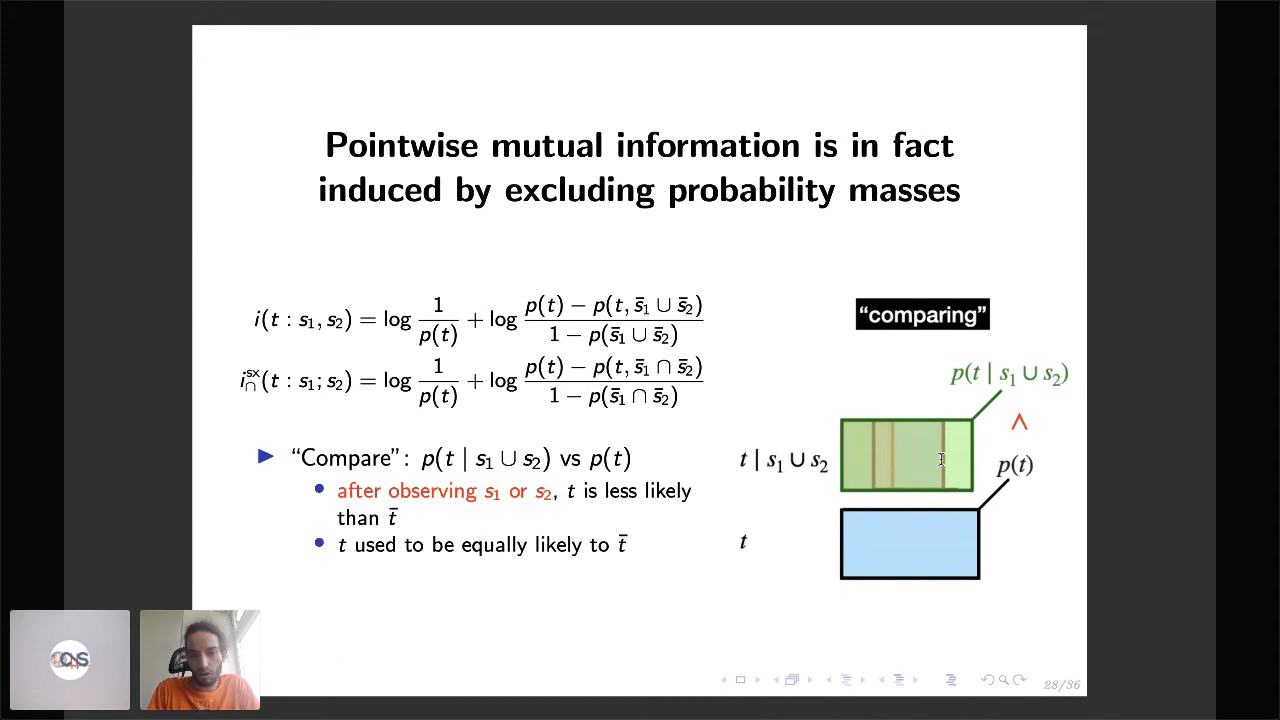 Pointwise mutual information is in fact
induced by excluding probability masses
i(t : s₁, s₂) = log 1/p(t) + log (p(t) − p(t, s̄₁ ∪ s̄₂))/(1 − p(s̄₁ ∪ s̄₂))
i∩ˢˣ(t : s₁; s₂) = log 1/p(t) + log (p(t) − p(t, s̄₁ ∩ s̄₂))/(1 − p(s̄₁ ∩ s̄₂))
"Compare": p(t | s₁ ∪ s₂) vs p(t)
after observing s₁ or s₂, t is less likely
than t̄
t used to be equally likely to t̄
"comparing"
p(t | s₁ ∪ s₂)
∧
p(t)
t | s₁ ∪ s₂
t
28/36